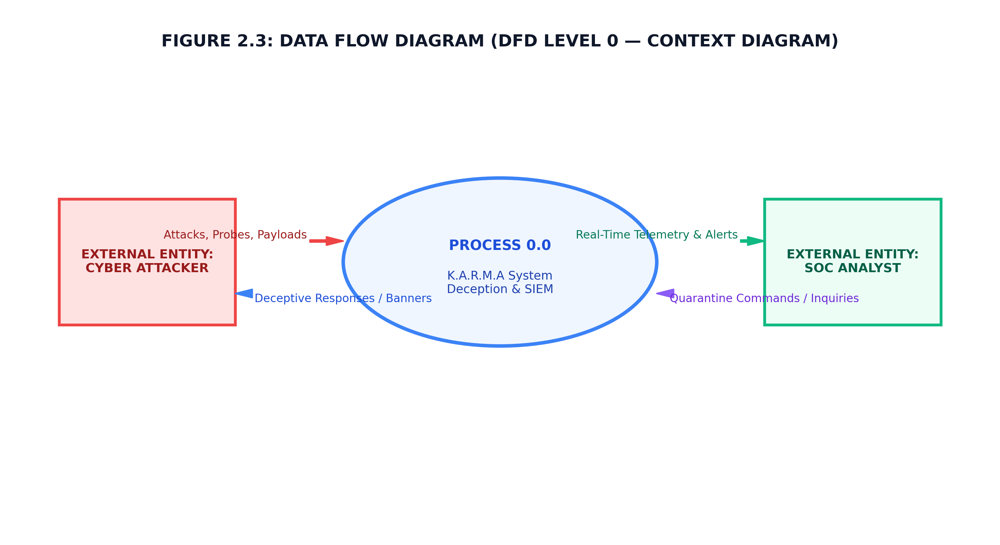 FIGURE 2.3: DATA FLOW DIAGRAM (DFD LEVEL 0 — CONTEXT DIAGRAM)
Attacks, Probes, Payloads
EXTERNAL ENTITY:
CYBER ATTACKER
Deceptive Responses / Banners
PROCESS 0.0
K.A.R.M.A System
Deception & SIEM
Real-Time Telemetry & Alerts
EXTERNAL ENTITY:
SOC ANALYST
Quarantine Commands / Inquiries